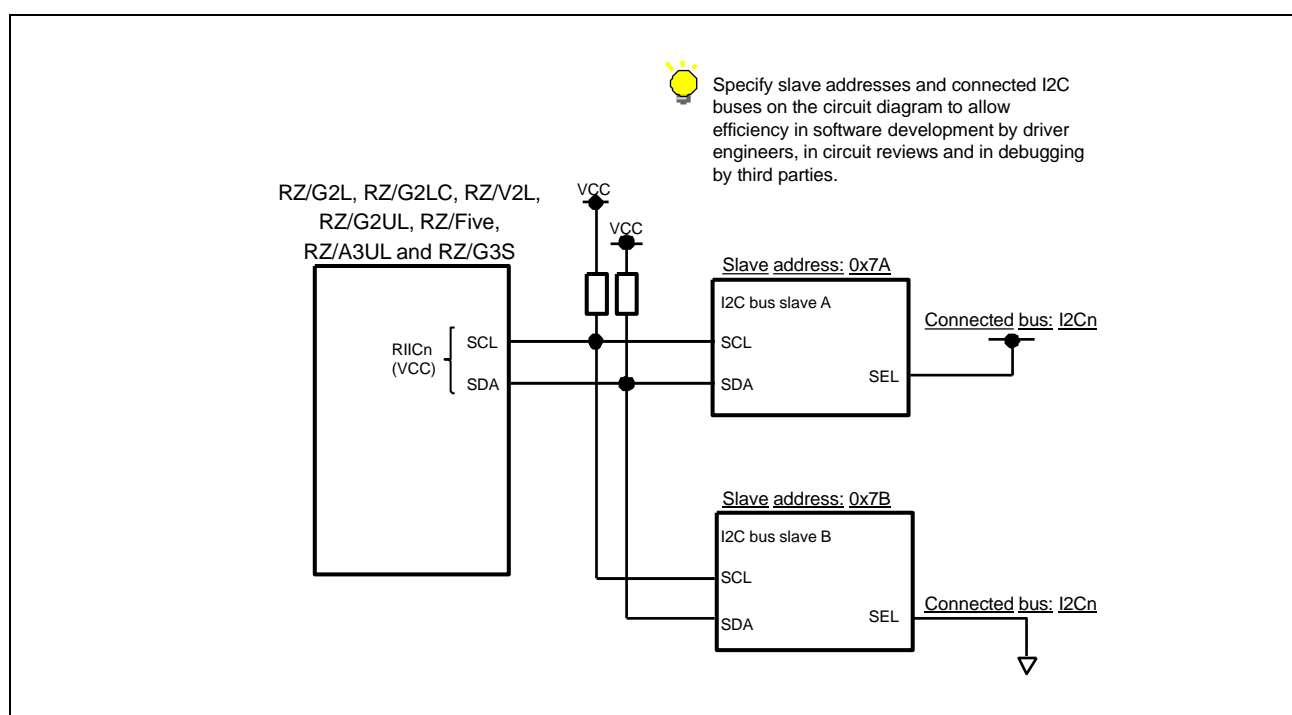 Specify slave addresses and connected I2C
buses on the circuit diagram to allow
efficiency in software development by driver
engineers, in circuit reviews and in debugging
by third parties.
RZ/G2L, RZ/G2LC, RZ/V2L,
RZ/G2UL, RZ/Five,
RZ/A3UL and RZ/G3S
VCC
VCC
Slave address: 0x7A
I2C bus slave A
Connected bus: I2Cn
RIICn
(VCC)
SCL
SDA
SCL
SDA
SEL
Slave address: 0x7B
I2C bus slave B
SCL
SDA
SEL
Connected bus: I2Cn